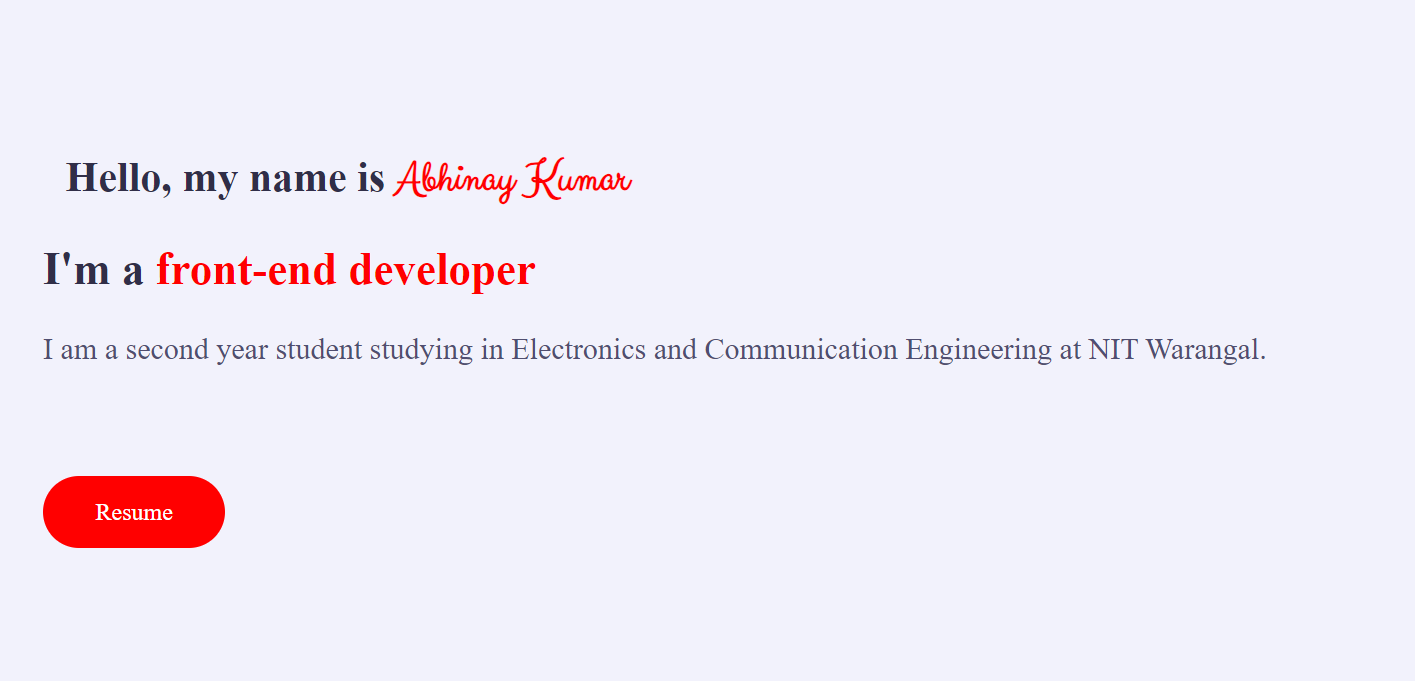 Hello, my name is Abhinay Kumar
I'm a front-end developer
I am a second year student studying in Electronics and Communication Engineering at NIT Warangal.
Resume